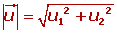 |u⃗| = √(u₁² + u₂²)